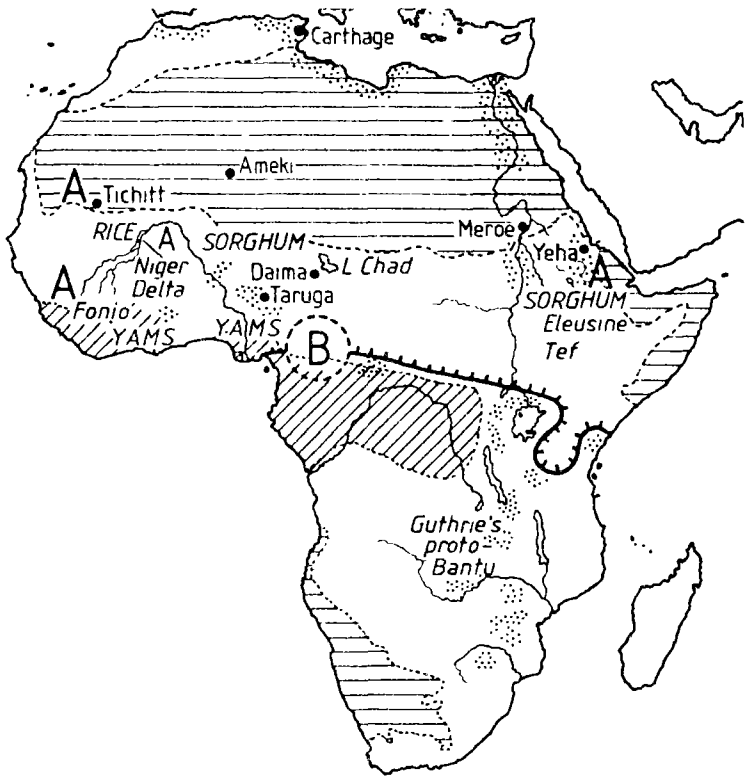 Carthage
Ameki
A
Tichitt
RICE
A
SORGHUM
Meroe
Yeha
A
L Chad
Daima
Niger
Delta
A
Taruga
SORGHUM
Fonio
Eleusine
YAMS
YAMS
Tef
B
Guthrie's
proto-
Bantu